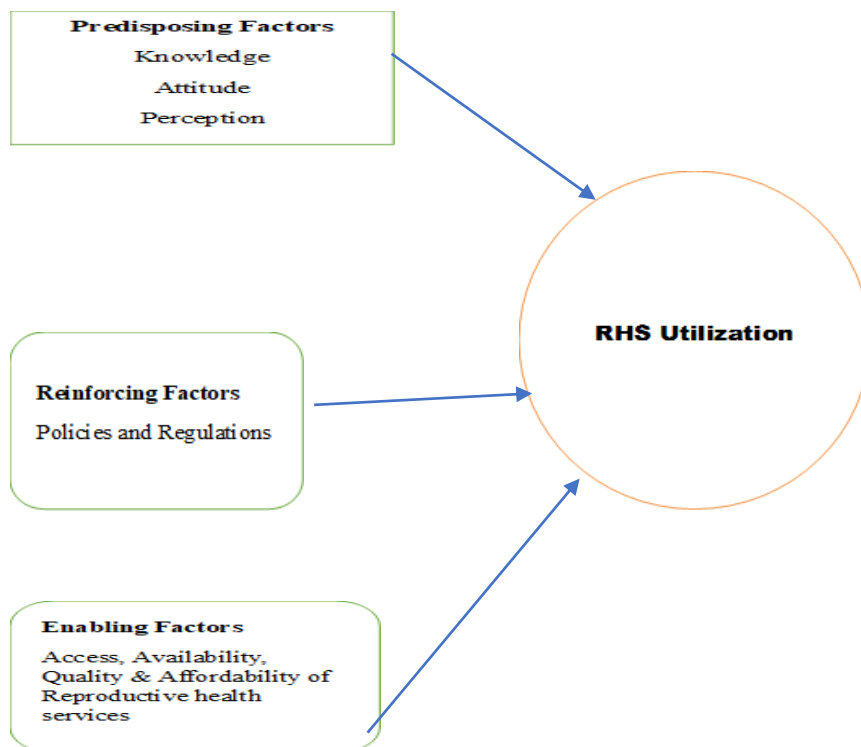 Predisposing Factors
Knowledge
Attitude
Perception
RHS Utilization
Reinforcing Factors
Policies and Regulations
Enabling Factors
Access, Availability,
Quality & Affordability of
Reproductive health
services